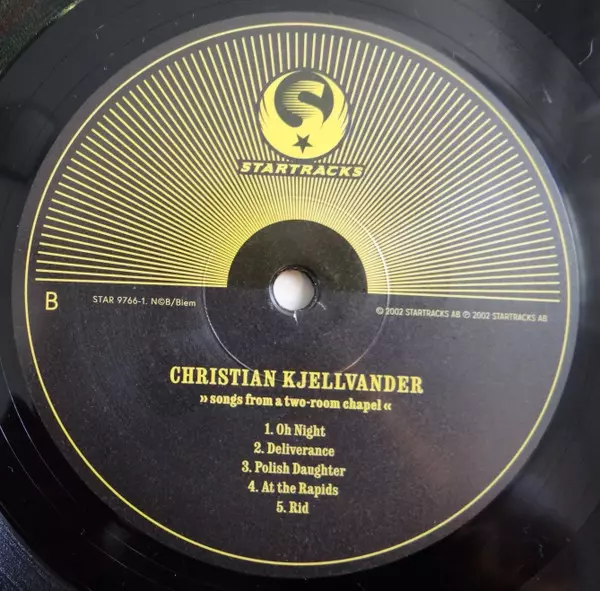 S
STARTRACKS
B
STAR 9766-1. N©B/Biem
© 2002 STARTRACKS AB ℗ 2002 STARTRACKS AB
CHRISTIAN KJELLVANDER
» songs from a two-room chapel «
1. Oh Night
2. Deliverance
3. Polish Daughter
4. At the Rapids
5. Rid